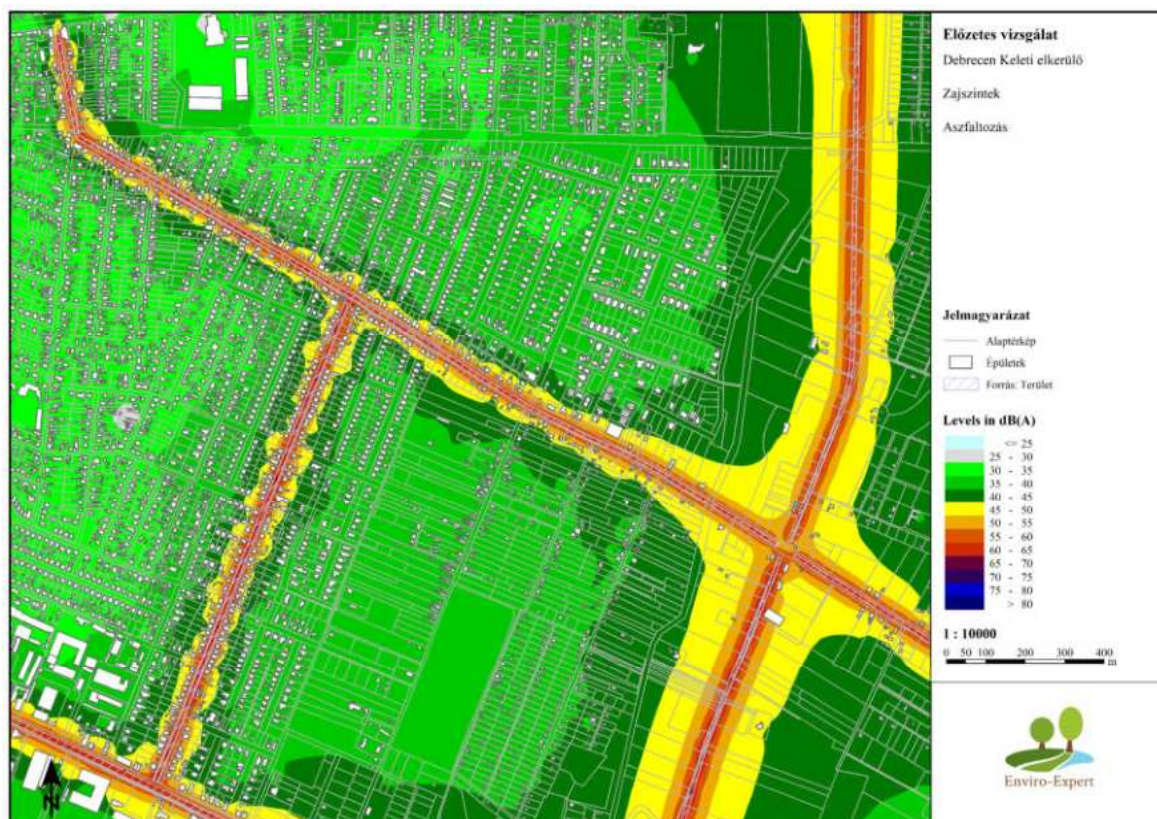 Előzetes vizsgálat
Debrecen Keleti elkerülő
Zajszintek
Aszfaltozás
Jelmagyarázat
Alaptérkép
Épületek
Forrás: Terület
Levels in dB(A)
<= 25
25 - 30
30 - 35
35 - 40
40 - 45
45 - 50
50 - 55
55 - 60
60 - 65
65 - 70
70 - 75
75 - 80
> 80
1 : 10000
0 50 100 200 300 400
m
Enviro-Expert
N